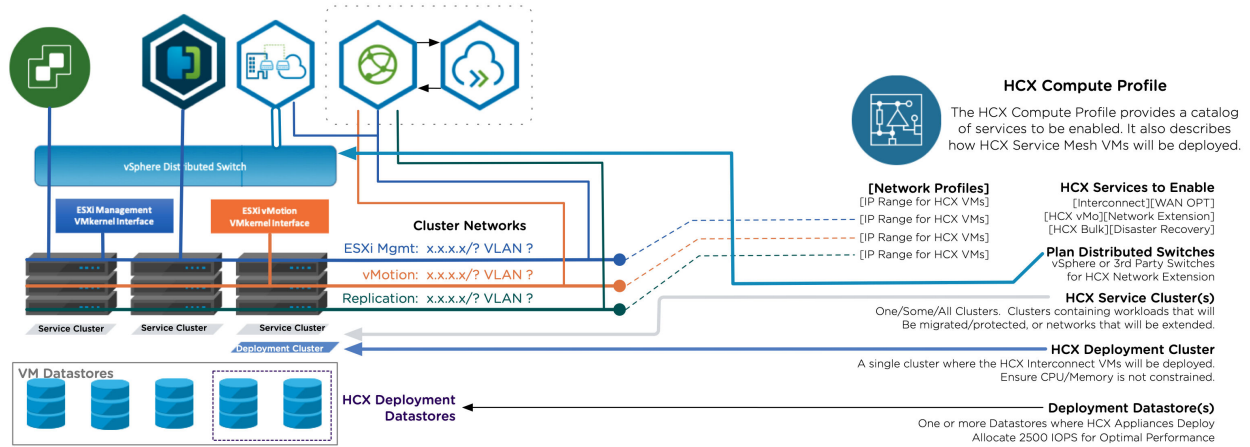 HCX Compute Profile
The HCX Compute Profile provides a catalog
of services to be enabled. It also describes
how HCX Service Mesh VMs will be deployed.
vSphere Distributed Switch
ESXi Management
VMkernel Interface
ESXi vMotion
VMkernel Interface
Cluster Networks
ESXi Mgmt: x.x.x.x/? VLAN ?
vMotion: x.x.x.x/? VLAN ?
Replication: x.x.x.x/? VLAN ?
[Network Profiles]
[IP Range for HCX VMs]
[IP Range for HCX VMs]
[IP Range for HCX VMs]
[IP Range for HCX VMs]
HCX Services to Enable
[Interconnect][WAN OPT]
[HCX vMo][Network Extension]
[HCX Bulk][Disaster Recovery]
Plan Distributed Switches
vSphere or 3rd Party Switches
for HCX Network Extension
Service Cluster
Service Cluster
Service Cluster
Deployment Cluster
HCX Service Cluster(s)
One/Some/All Clusters. Clusters containing workloads that will
Be migrated/protected, or networks that will be extended.
HCX Deployment Cluster
A single cluster where the HCX Interconnect VMs will be deployed.
Ensure CPU/Memory is not constrained.
VM Datastores
HCX Deployment
Datastores
Deployment Datastore(s)
One or more Datastores where HCX Appliances Deploy
Allocate 2500 IOPS for Optimal Performance